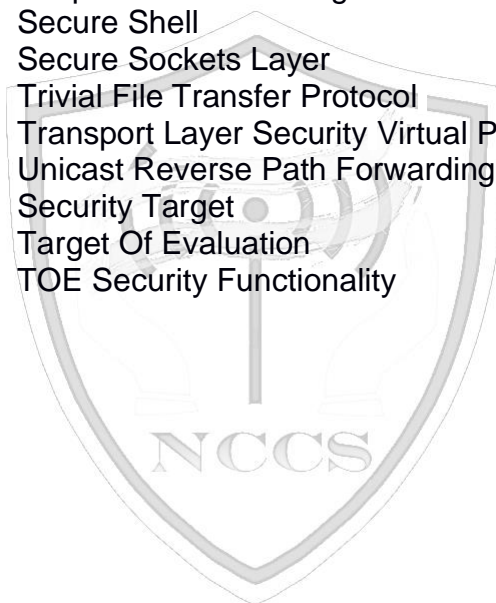 Secure Shell
Secure Sockets Layer
Trivial File Transfer Protocol
Transport Layer Security Virtual P
Unicast Reverse Path Forwarding
Security Target
Target Of Evaluation
TOE Security Functionality
NCCS